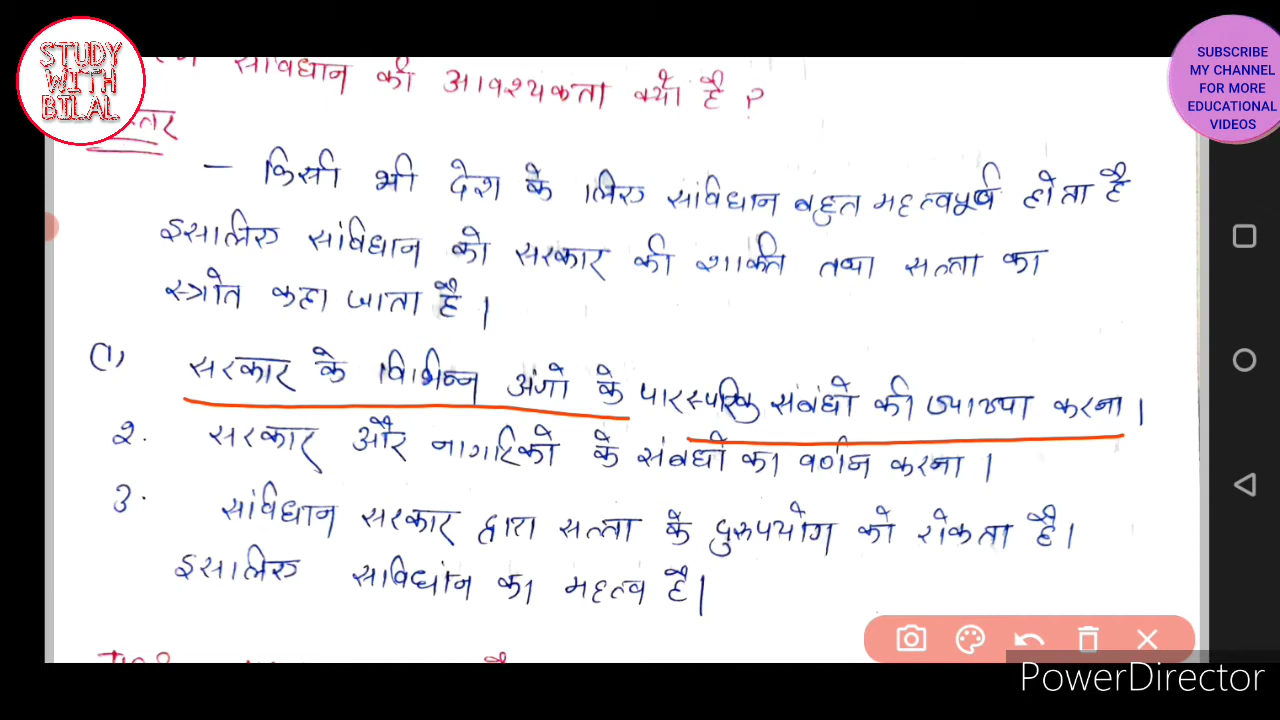 STUDY
WITH
BILAL
SUBSCRIBE
MY CHANNEL
FOR MORE
EDUCATIONAL
VIDEOS
संविधान की आवश्यकता क्यों है ?
- किसी भी देश के लिए संविधान बहुत महत्वपूर्ण होता है
इसलिए संविधान को सरकार की शक्ति तथा सत्ता का
स्त्रोत कहा जाता है।
(1) सरकार के विभिन्न अंगो के पारस्परिक संबंधो की व्याख्या करना।
2. सरकार और नागरिको के संबधों का वर्णन करना।
3. संविधान सरकार द्वारा सत्ता के दुरुपयोग को रोकता है।
इसलिए संविधान का महत्व है।
PowerDirector